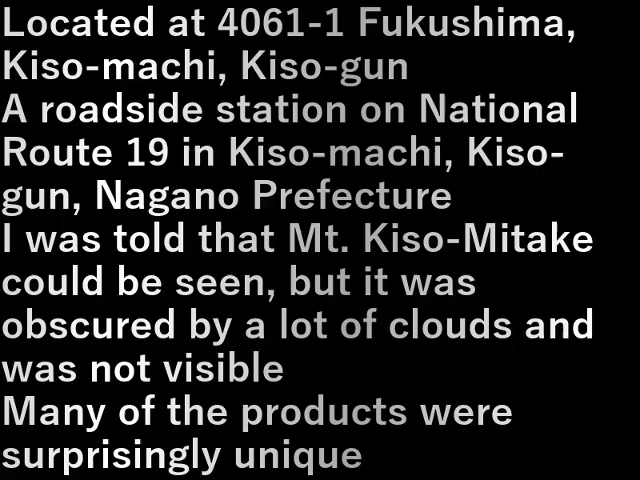 Located at 4061-1 Fukushima,
Kiso-machi, Kiso-gun
A roadside station on National
Route 19 in Kiso-machi, Kiso-
gun, Nagano Prefecture
I was told that Mt. Kiso-Mitake
could be seen, but it was
obscured by a lot of clouds and
was not visible
Many of the products were
surprisingly unique